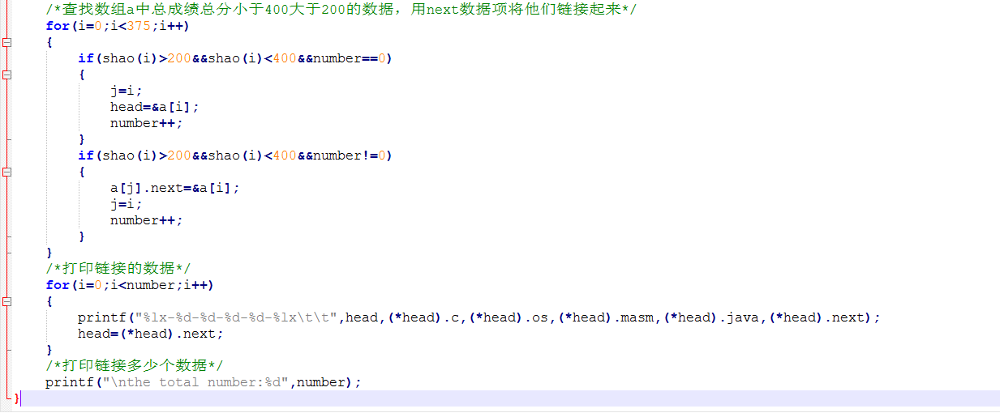 /*查找数组a中总成绩总分小于400大于200的数据，用next数据项将他们链接起来*/
for(i=0;i<375;i++)
{
if(shao(i)>200&&shao(i)<400&&number==0)
{
j=i;
head=&a[i];
number++;
}
if(shao(i)>200&&shao(i)<400&&number!=0)
{
a[j].next=&a[i];
j=i;
number++;
}
}
/*打印链接的数据*/
for(i=0;i<number;i++)
{
printf("%lx-%d-%d-%d-%d-%lx\t\t",head,(*head).c,(*head).os,(*head).masm,(*head).java,(*head).next);
head=(*head).next;
}
/*打印链接多少个数据*/
printf("\nthe total number:%d",number);
}